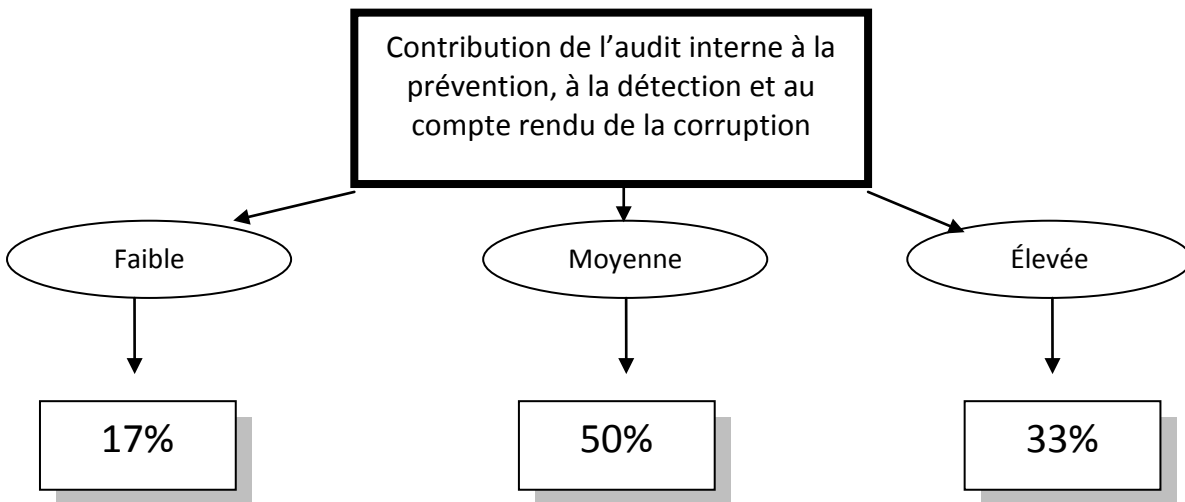 Contribution de l’audit interne à la
prévention, à la détection et au
compte rendu de la corruption
Faible
Moyenne
Élevée
17%
50%
33%